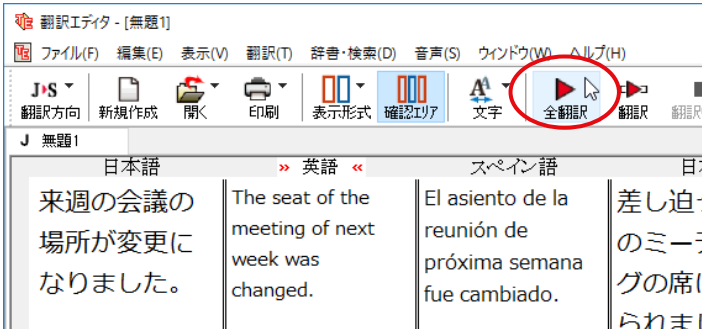 翻訳エディタ - [無題1]
ファイル(F) 編集(E) 表示(V) 翻訳(T) 辞書・検索(D) 音声(S) ウィンドウ(W) ヘルプ(H)
J›S
翻訳方向 新規作成 開く 印刷 表示形式 確認エリア 文字 全翻訳 翻訳 翻訳
J 無題1
日本語 » 英語 « スペイン語
来週の会議の
場所が変更に
なりました。
The seat of the
meeting of next
week was
changed.
El asiento de la
reunión de
próxima semana
fue cambiado.
差し迫
のミー
グの席
られま